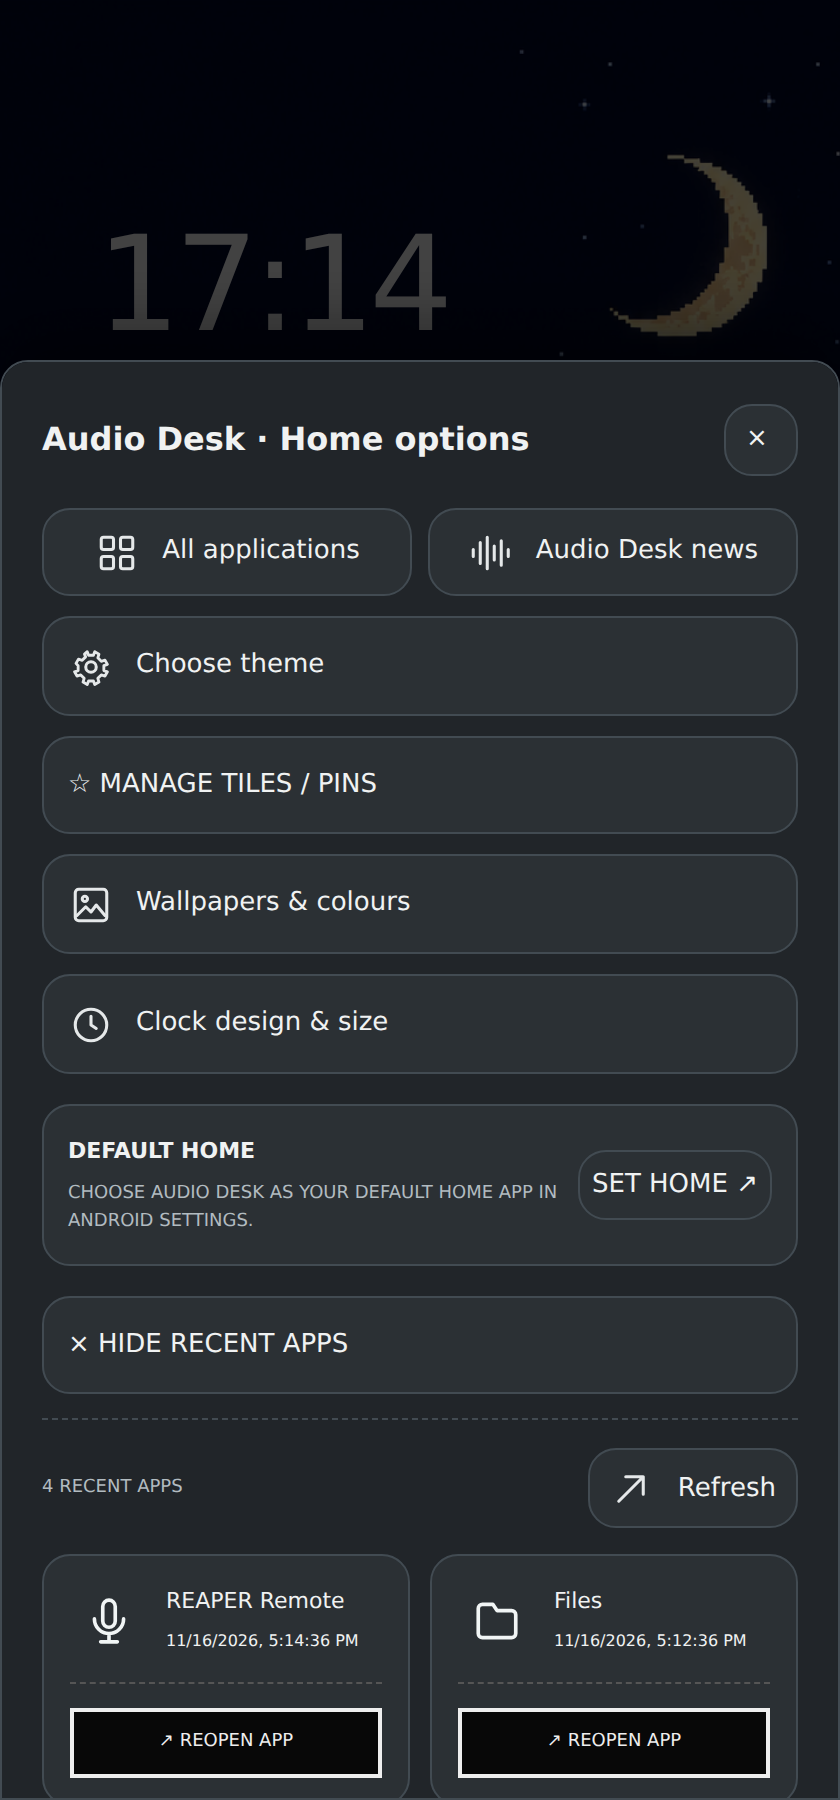 17:14
Audio Desk · Home options
×
All applications
Audio Desk news
Choose theme
☆ MANAGE TILES / PINS
Wallpapers & colours
Clock design & size
DEFAULT HOME
CHOOSE AUDIO DESK AS YOUR DEFAULT HOME APP IN
ANDROID SETTINGS.
SET HOME ↗
× HIDE RECENT APPS
4 RECENT APPS
Refresh
REAPER Remote
11/16/2026, 5:14:36 PM
↗ REOPEN APP
Files
11/16/2026, 5:12:36 PM
↗ REOPEN APP